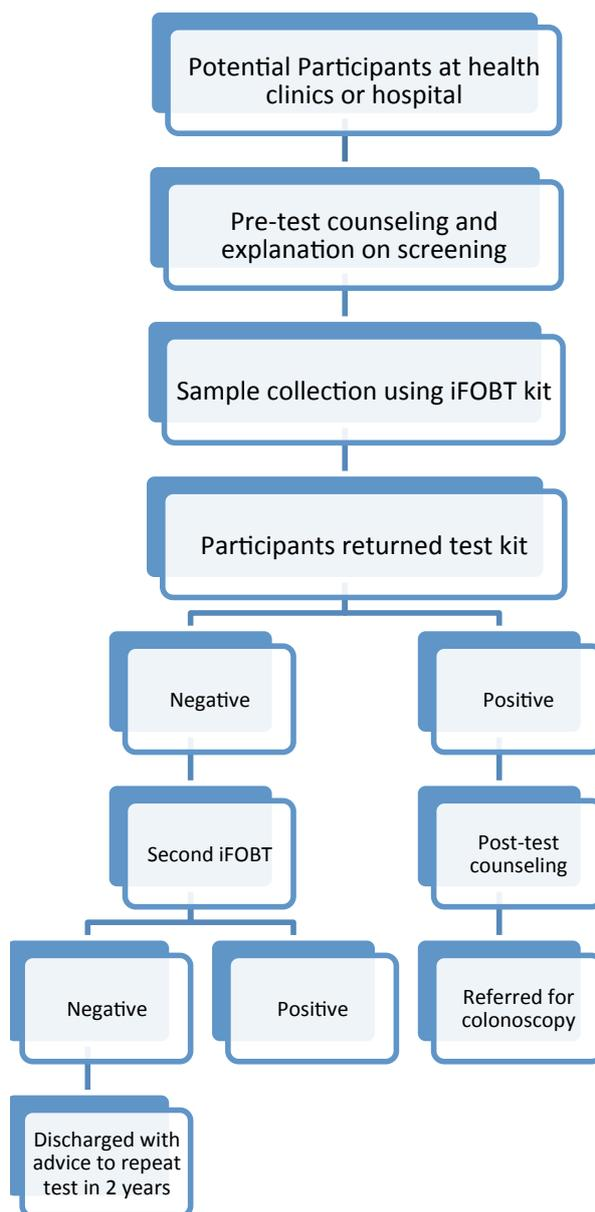 Potential Participants at health
clinics or hospital
Pre-test counseling and
explanation on screening
Sample collection using iFOBT kit
Participants returned test kit
Negative
Positive
Second iFOBT
Post-test
counseling
Negative
Positive
Referred for
colonoscopy
Discharged with
advice to repeat
test in 2 years